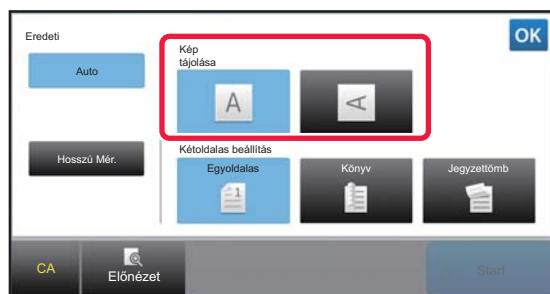 Eredeti
OK
Kép
tájolása
Auto
A
A
Kétoldalas beállítás
Hosszú Mér.
Egyoldalas
Könyv
Jegyzettömb
1
CA
Előnézet
Start